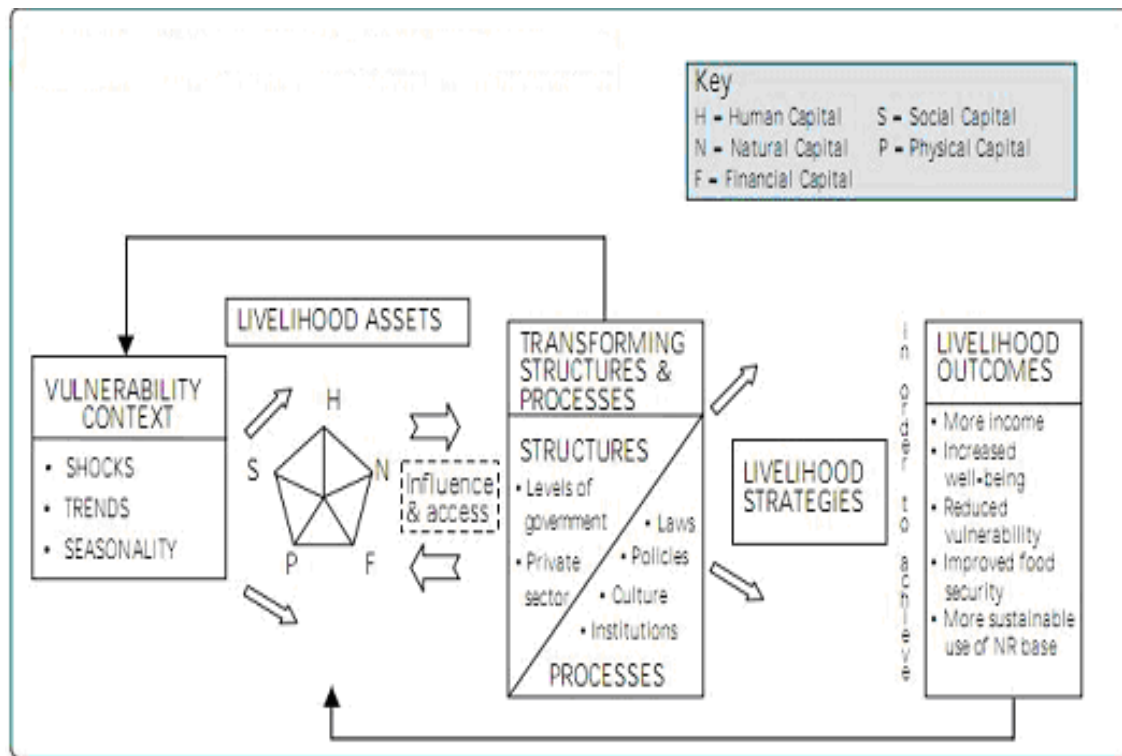 Key
H – Human Capital S – Social Capital
N – Natural Capital P – Physical Capital
F – Financial Capital
LIVELIHOOD ASSETS
VULNERABILITY
CONTEXT
• SHOCKS
• TRENDS
• SEASONALITY
H
S
N
P
F
Influence
& access
TRANSFORMING
STRUCTURES &
PROCESSES
STRUCTURES
• Levels of
government
• Private
sector
• Laws
• Policies
• Culture
• Institutions
PROCESSES
LIVELIHOOD
STRATEGIES
in order to achieve
LIVELIHOOD
OUTCOMES
• More income
• Increased
well-being
• Reduced
vulnerability
• Improved food
security
• More sustainable
use of NR base